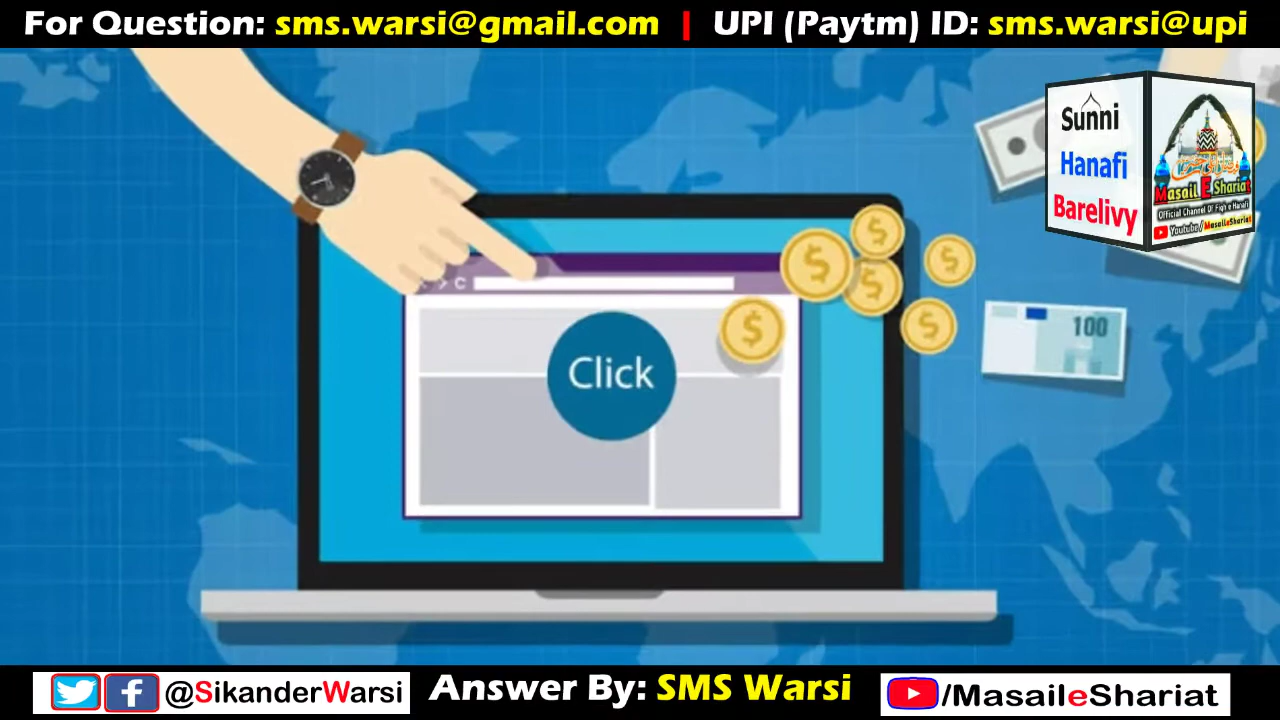 For Question: sms.warsi@gmail.com | UPI (Paytm) ID: sms.warsi@upi
Sunni
Hanafi
Barelivy
Masail E Shariat
Official Channel Of Fiqh e Hanafi
Youtube/MasaileShariat
100
Click
@SikanderWarsi
Answer By: SMS Warsi
/MasaileShariat